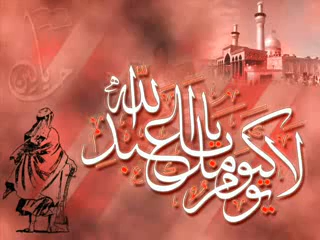 لا يوم كيومك يا ابا عبد الله